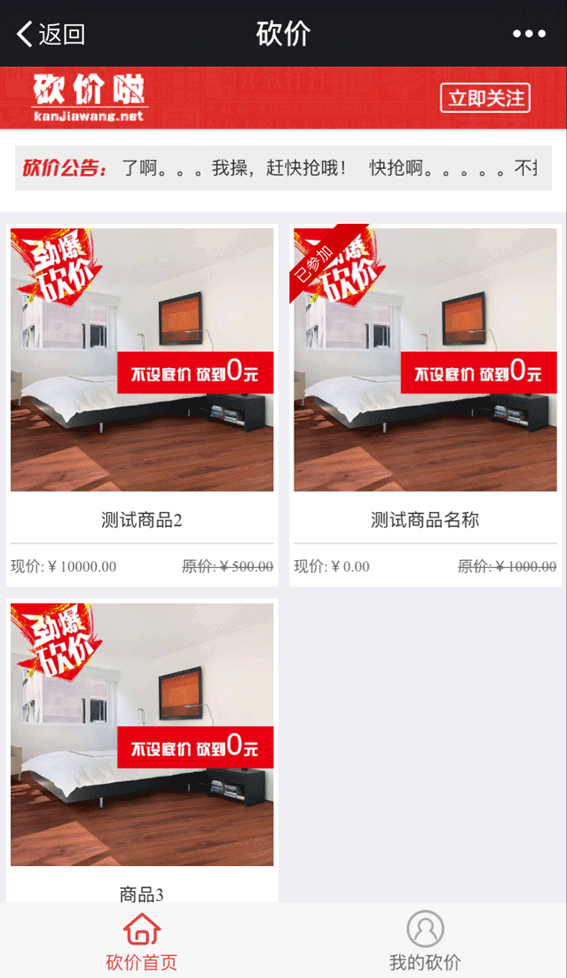 返回
砍价
砍价啦
kanjiawang.net
立即关注
砍价公告: 了啊。。。我操，赶快抢哦！ 快抢啊。。。。。不
劲爆
砍价
不设底价 砍到0元
测试商品2
现价:￥10000.00 原价:￥500.00
已参加
砍价
不设底价 砍到0元
测试商品名称
现价:￥0.00 原价:￥1000.00
劲爆
砍价
不设底价 砍到0元
商品3
砍价首页
我的砍价